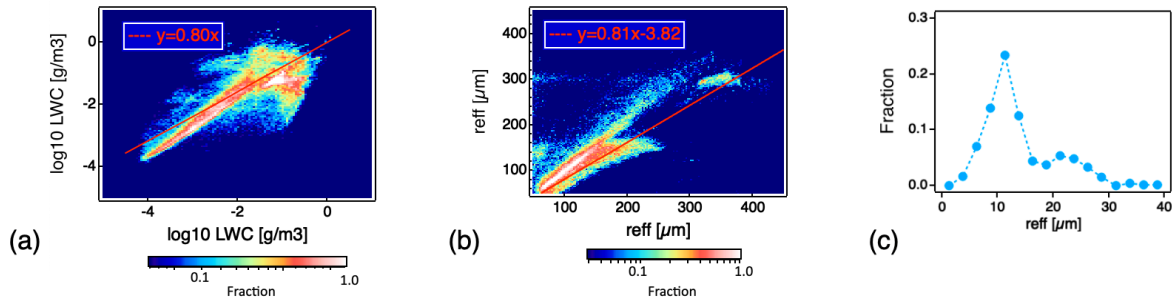 (a)
---- y=0.80x
log10 LWC [g/m3]
0
-2
-4
-4
-2
0
log10 LWC [g/m3]
0.1
1.0
Fraction
(b)
---- y=0.81x-3.82
reff [µm]
400
300
200
100
100
200
300
400
reff [µm]
0.1
1.0
Fraction
(c)
Fraction
0.3
0.2
0.1
0.0
0
10
20
30
40
reff [µm]